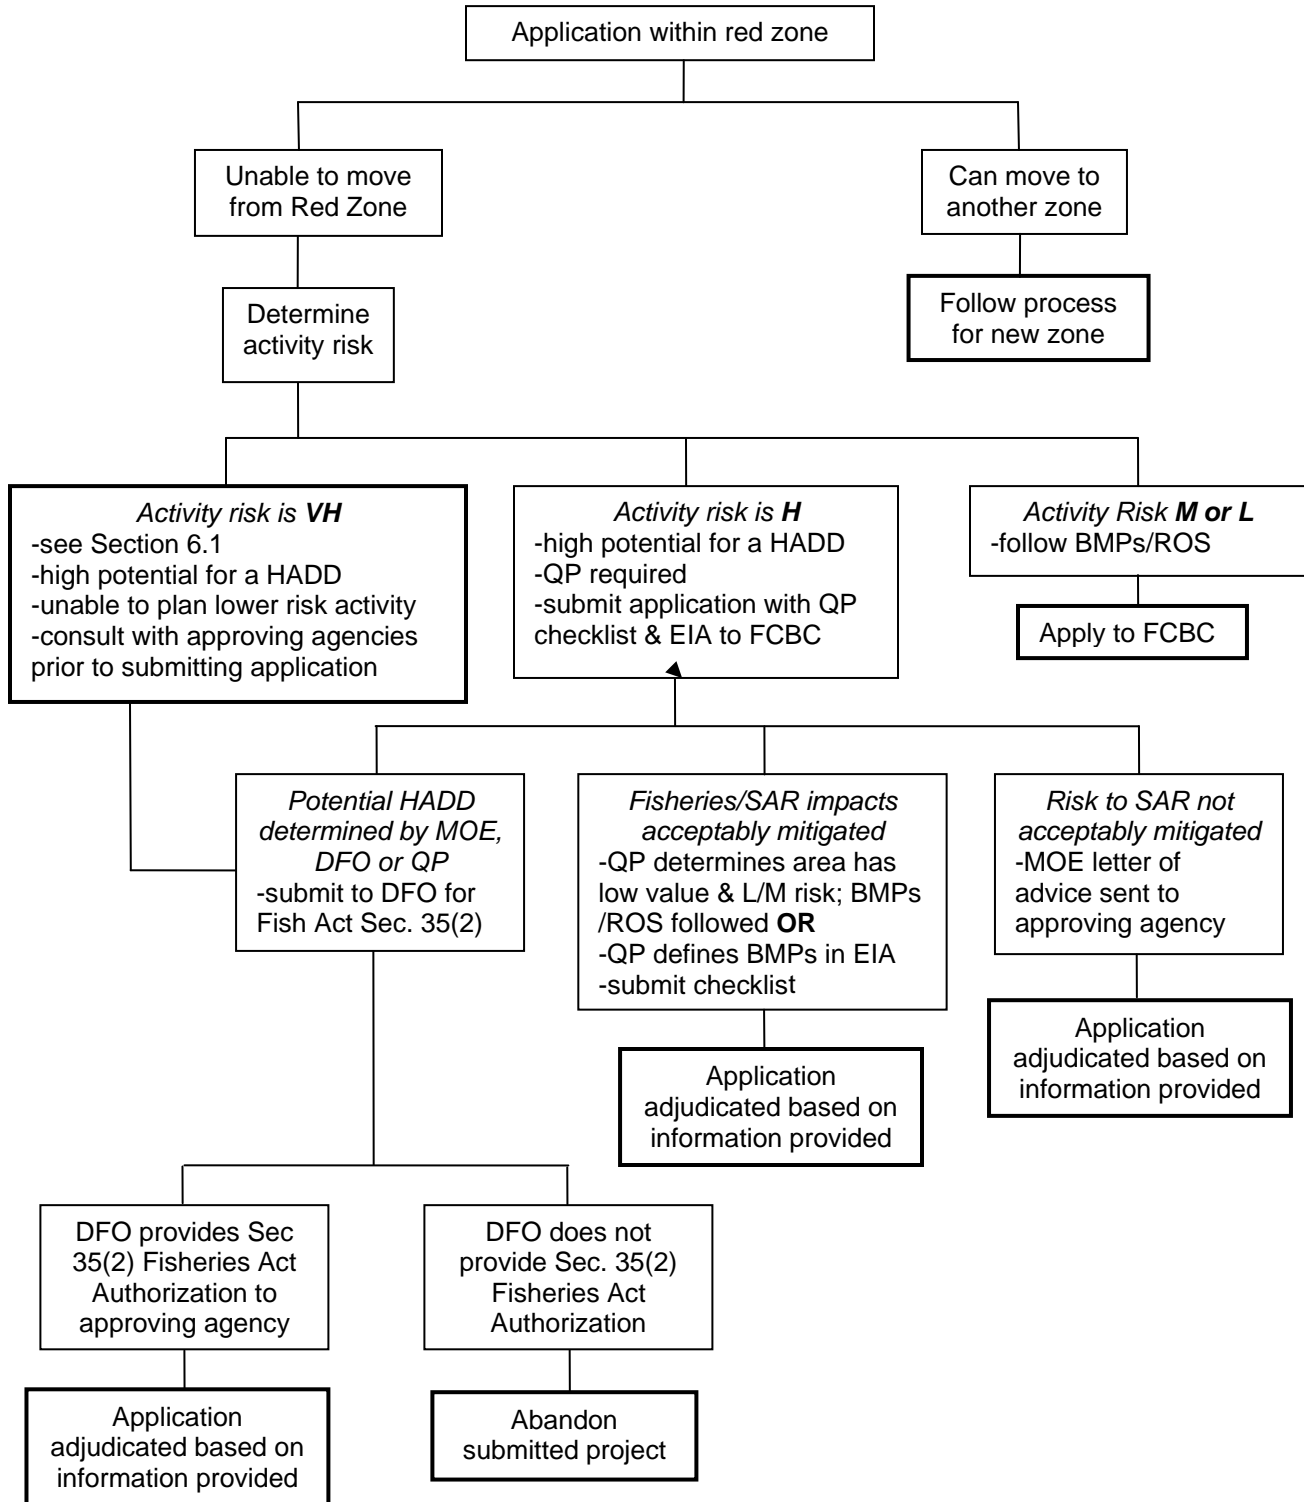 Application within red zone
Unable to move
from Red Zone
Can move to
another zone
Determine
activity risk
Follow process
for new zone
Activity risk is VH
-see Section 6.1
-high potential for a HADD
-unable to plan lower risk activity
-consult with approving agencies
prior to submitting application
Activity risk is H
-high potential for a HADD
-QP required
-submit application with QP
checklist & EIA to FCBC
Activity Risk M or L
-follow BMPs/ROS
Apply to FCBC
Potential HADD
determined by MOE,
DFO or QP
-submit to DFO for
Fish Act Sec. 35(2)
Fisheries/SAR impacts
acceptably mitigated
-QP determines area has
low value & L/M risk; BMPs
/ROS followed OR
-QP defines BMPs in EIA
-submit checklist
Risk to SAR not
acceptably mitigated
-MOE letter of
advice sent to
approving agency
Application
adjudicated based on
information provided
Application
adjudicated based on
information provided
DFO provides Sec
35(2) Fisheries Act
Authorization to
approving agency
DFO does not
provide Sec. 35(2)
Fisheries Act
Authorization
Application
adjudicated based on
information provided
Abandon
submitted project